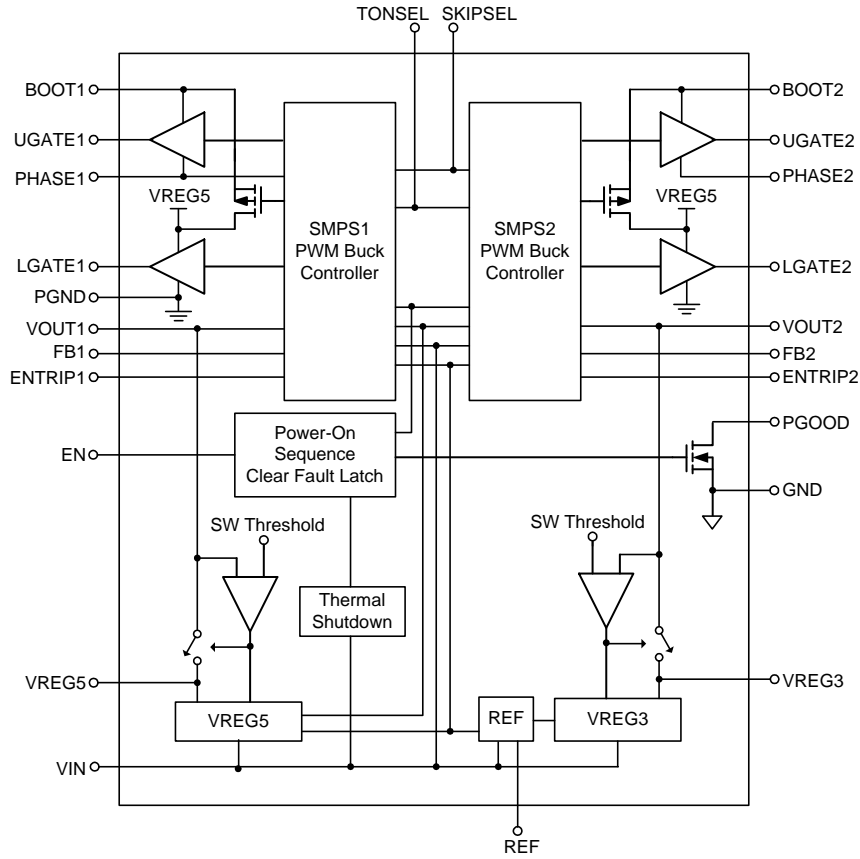 TONSEL SKIPSEL
BOOT1
BOOT2
UGATE1
UGATE2
PHASE1
PHASE2
VREG5
VREG5
SMPS1
PWM Buck
Controller
SMPS2
PWM Buck
Controller
LGATE1
LGATE2
PGND
VOUT1
VOUT2
FB1
FB2
ENTRIP1
ENTRIP2
PGOOD
Power-On
Sequence
Clear Fault Latch
EN
GND
SW Threshold
SW Threshold
Thermal
Shutdown
VREG5
VREG3
VREG5
REF
VREG3
VIN
REF